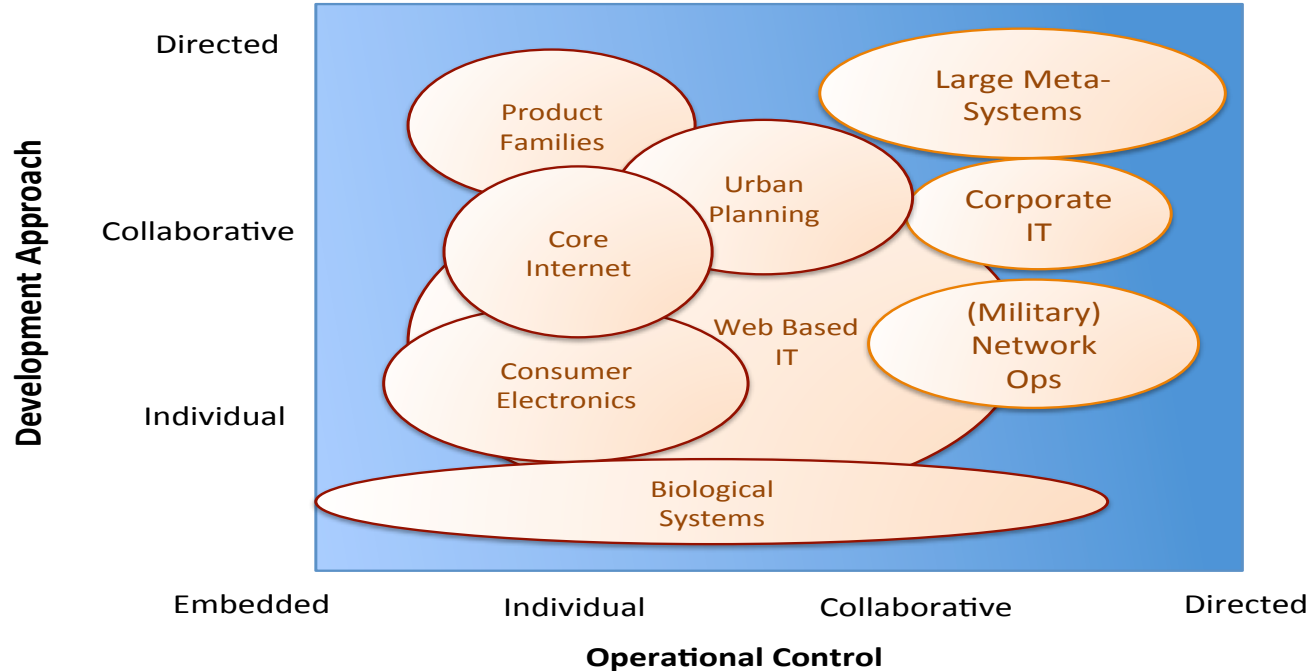 Directed
Large Meta-
Systems
Product
Families
Urban
Planning
Corporate
IT
Collaborative
Core
Internet
Development Approach
(Military)
Network
Ops
Web Based
IT
Consumer
Electronics
Individual
Biological
Systems
Embedded
Individual
Collaborative
Directed
Operational Control